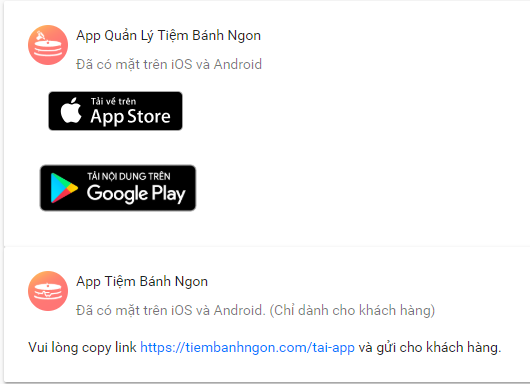 App Quản Lý Tiệm Bánh Ngon
Đã có mặt trên iOS và Android
Tải về trên
App Store
TẢI NỘI DUNG TRÊN
Google Play
App Tiệm Bánh Ngon
Đã có mặt trên iOS và Android. (Chỉ dành cho khách hàng)
Vui lòng copy link https://tiembanhngon.com/tai-app và gửi cho khách hàng.